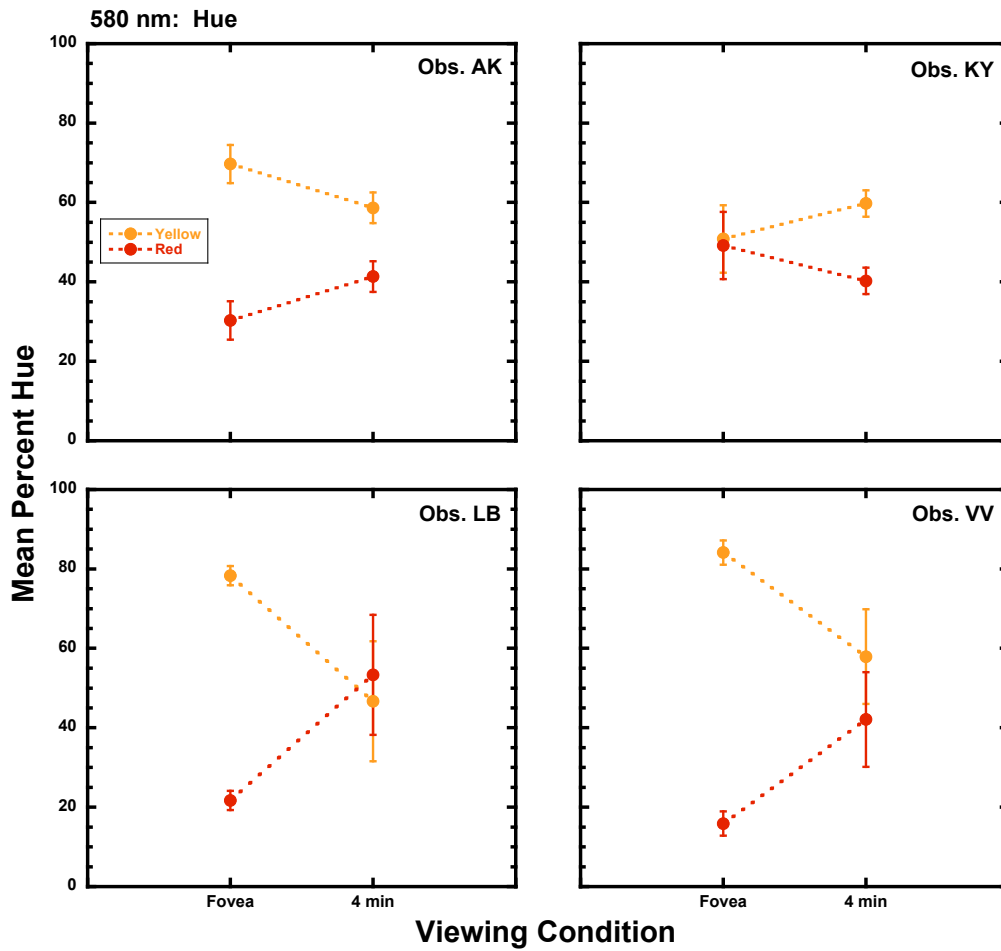 580 nm:  Hue
100
80
60
40
20
0
Obs. AK
Yellow
Red
Obs. KY
Mean Percent Hue
100
80
60
40
20
0
Obs. LB
Obs. VV
Fovea
4 min
Fovea
4 min
Viewing Condition